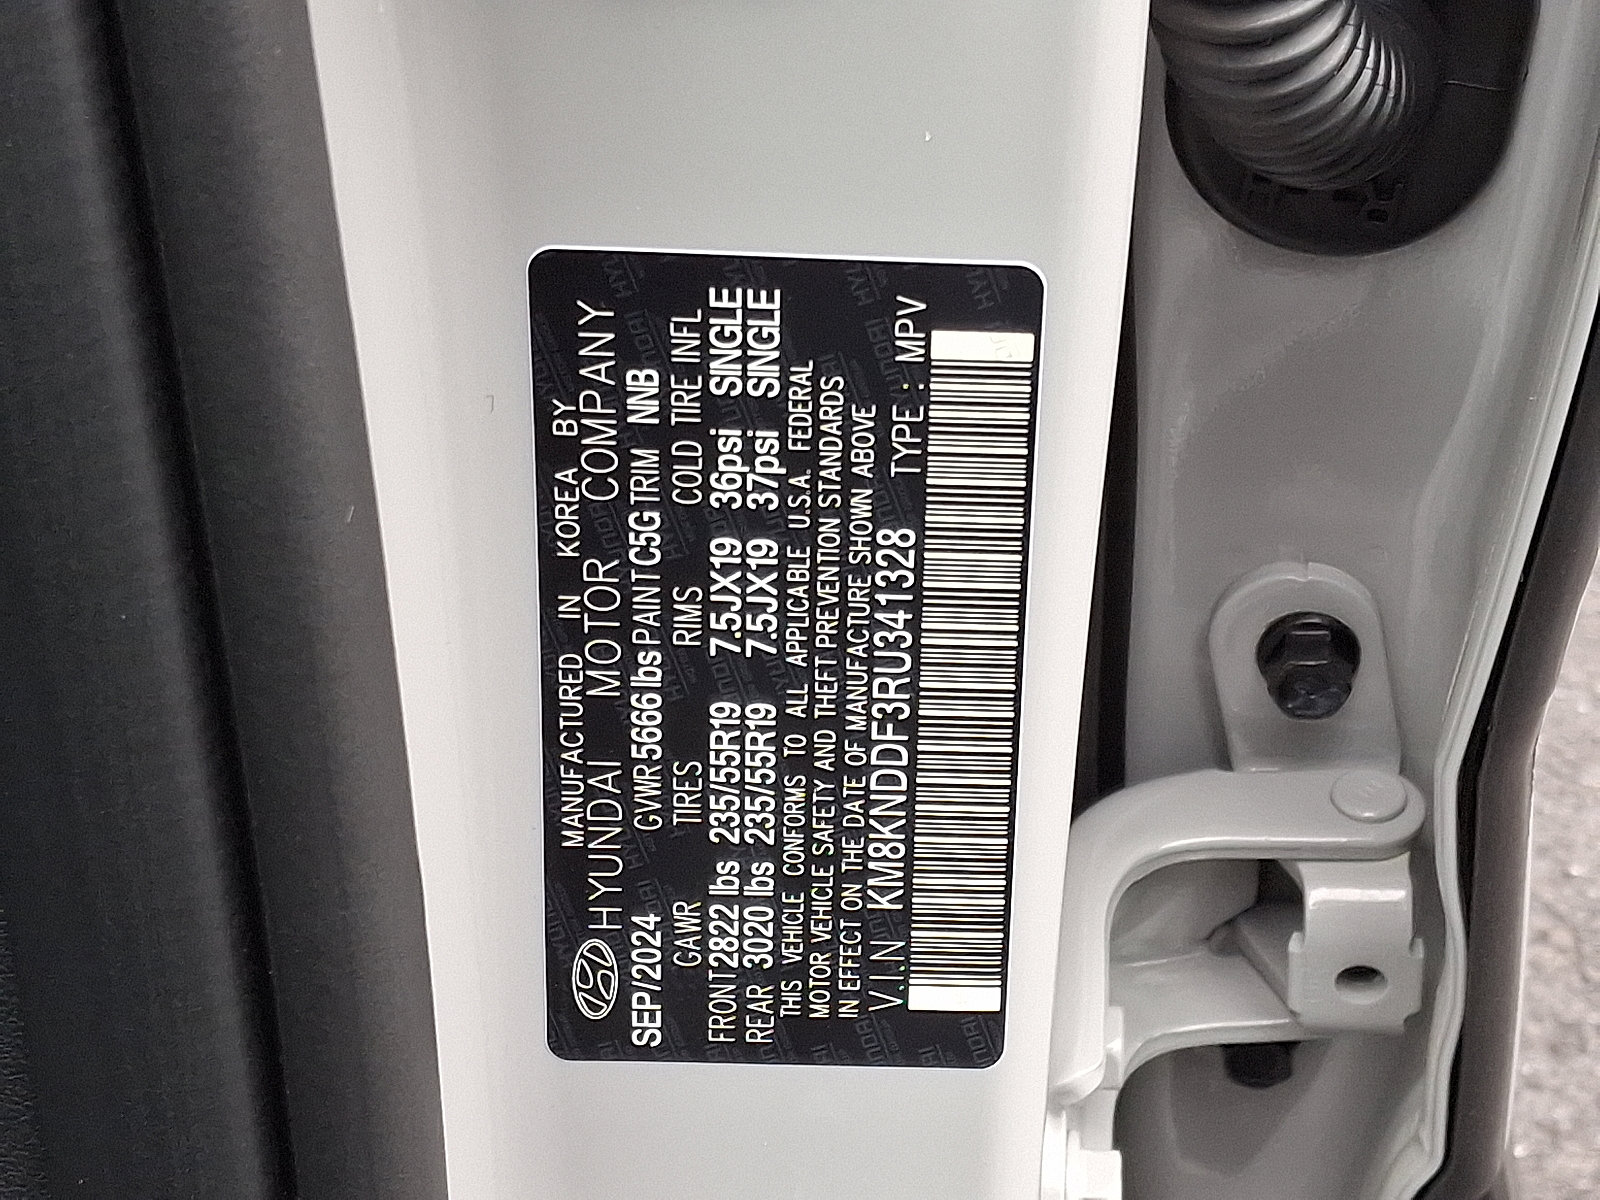 MANUFACTURED IN KOREA BY
HYUNDAI MOTOR COMPANY
SEP/2024 GVWR 5666 lbs PAINT C5G TRIM NNB
GAWR TIRES RIMS COLD TIRE INFL
FRONT 2822 lbs 235/55R19 7.5JX19 36psi SINGLE
REAR 3020 lbs 235/55R19 7.5JX19 37psi SINGLE
THIS VEHICLE CONFORMS TO ALL APPLICABLE U.S.A. FEDERAL
MOTOR VEHICLE SAFETY AND THEFT PREVENTION STANDARDS
IN EFFECT ON THE DATE OF MANUFACTURE SHOWN ABOVE
V.I.N KM8KNDDF3RU341328 TYPE : MPV